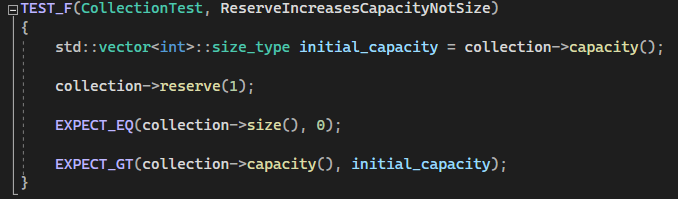 TEST_F(CollectionTest, ReserveIncreasesCapacityNotSize)
{
std::vector<int>::size_type initial_capacity = collection->capacity();
collection->reserve(1);
EXPECT_EQ(collection->size(), 0);
EXPECT_GT(collection->capacity(), initial_capacity);
}